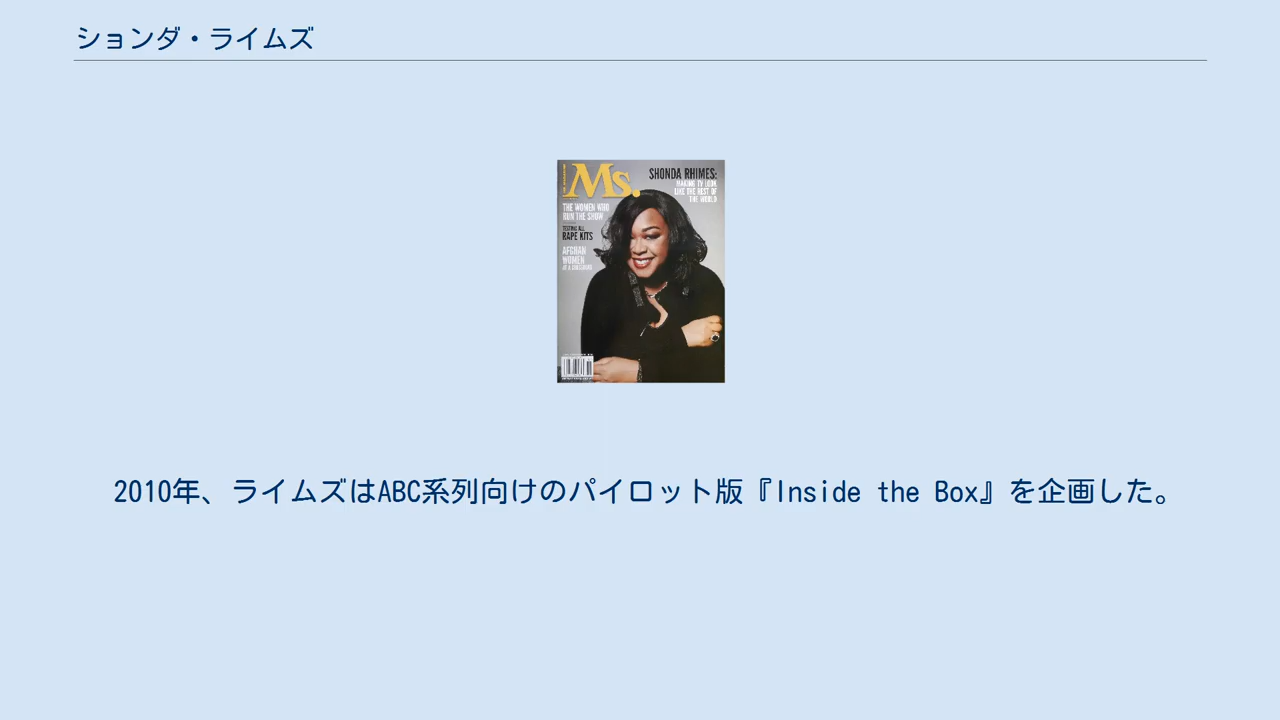 ションダ・ライムズ
Ms.
SHONDA RHIMES:
MAKING TV LOOK
LIKE THE REST OF
THE WORLD
THE WOMEN WHO
RUN THE SHOW
TESTING ALL
RAPE KITS
AFGHAN
WOMEN
AT A CROSSROADS
2010年、ライムズはABC系列向けのパイロット版『Inside the Box』を企画した。